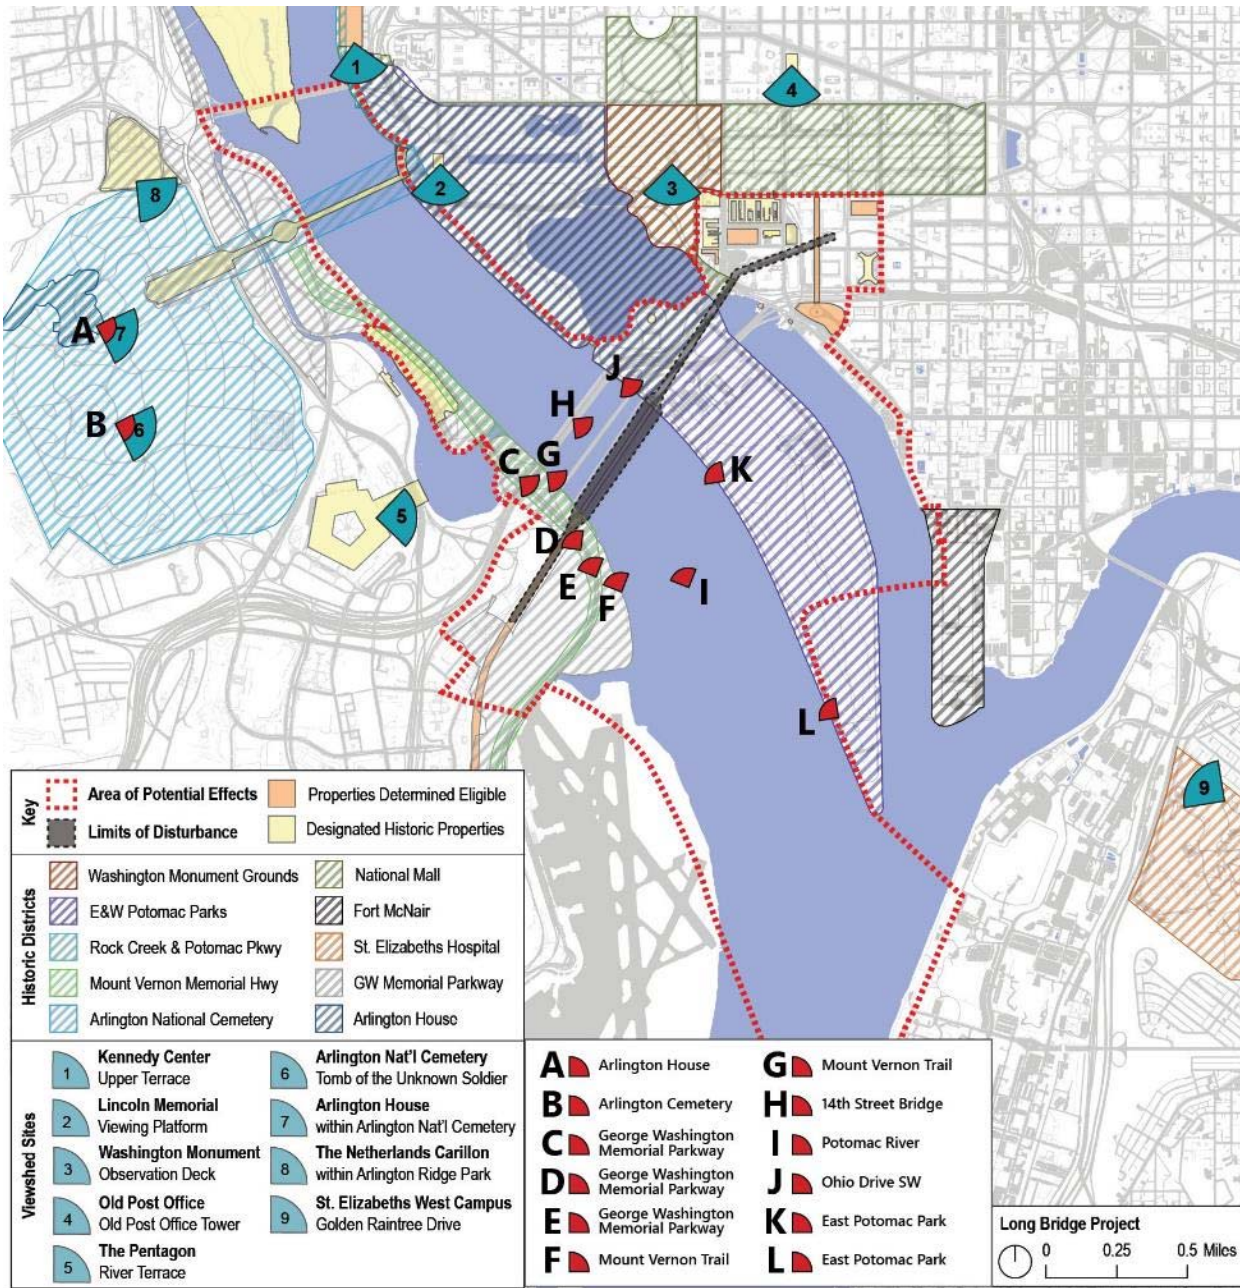 1
4
2
3
8
A
7
J
H
B
6
G
C
K
5
D
E
F
I
L
9
Key
Area of Potential Effects
Properties Determined Eligible
Limits of Disturbance
Designated Historic Properties
Historic Districts
Washington Monument Grounds
National Mall
E&W Potomac Parks
Fort McNair
Rock Creek & Potomac Pkwy
St. Elizabeths Hospital
Mount Vernon Memorial Hwy
GW Memorial Parkway
Arlington National Cemetery
Arlington House
Viewshed Sites
1
Kennedy Center
Upper Terrace
2
Lincoln Memorial
Viewing Platform
3
Washington Monument
Observation Deck
4
Old Post Office
Old Post Office Tower
5
The Pentagon
River Terrace
6
Arlington Nat'l Cemetery
Tomb of the Unknown Soldier
7
Arlington House
within Arlington Nat'l Cemetery
8
The Netherlands Carillon
within Arlington Ridge Park
9
St. Elizabeths West Campus
Golden Raintree Drive
A Arlington House
B Arlington Cemetery
C George Washington
Memorial Parkway
D George Washington
Memorial Parkway
E George Washington
Memorial Parkway
F Mount Vernon Trail
G Mount Vernon Trail
H 14th Street Bridge
I Potomac River
J Ohio Drive SW
K East Potomac Park
L East Potomac Park
Long Bridge Project
0 0.25 0.5 Miles